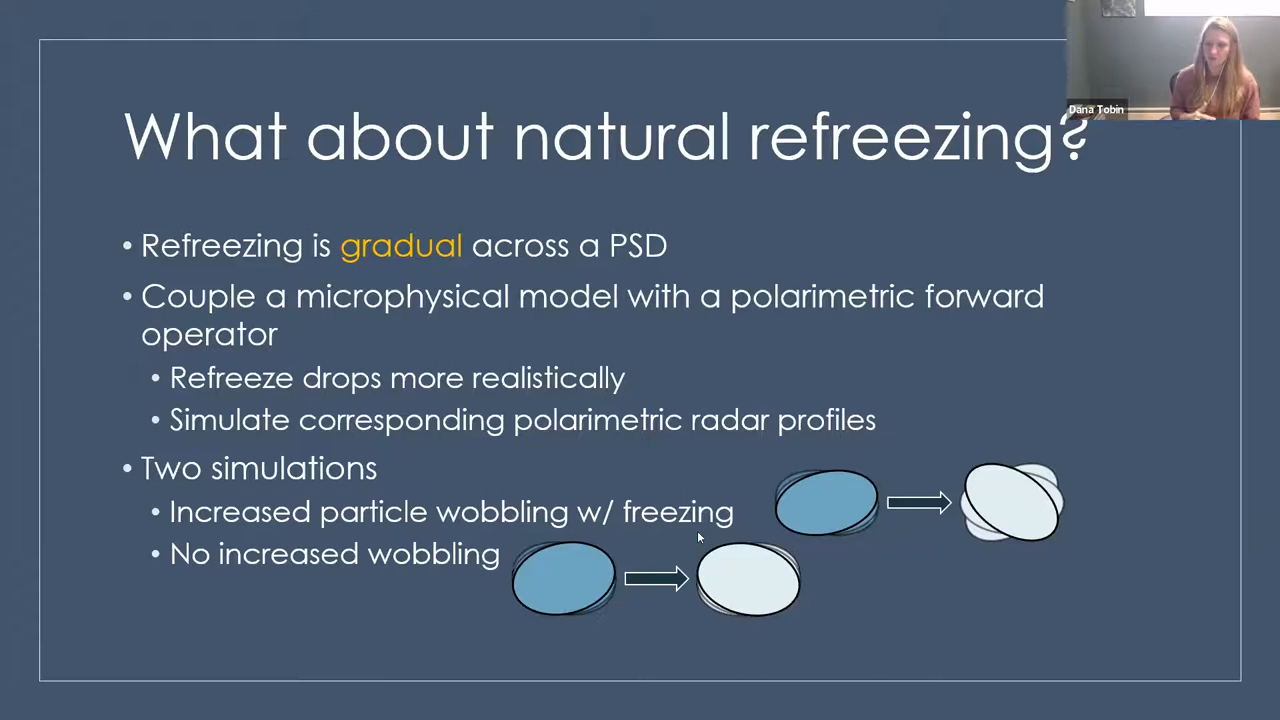 Dana Tobin
What about natural refreezing?
• Refreezing is gradual across a PSD
• Couple a microphysical model with a polarimetric forward
operator
• Refreeze drops more realistically
• Simulate corresponding polarimetric radar profiles
• Two simulations
• Increased particle wobbling w/ freezing
• No increased wobbling